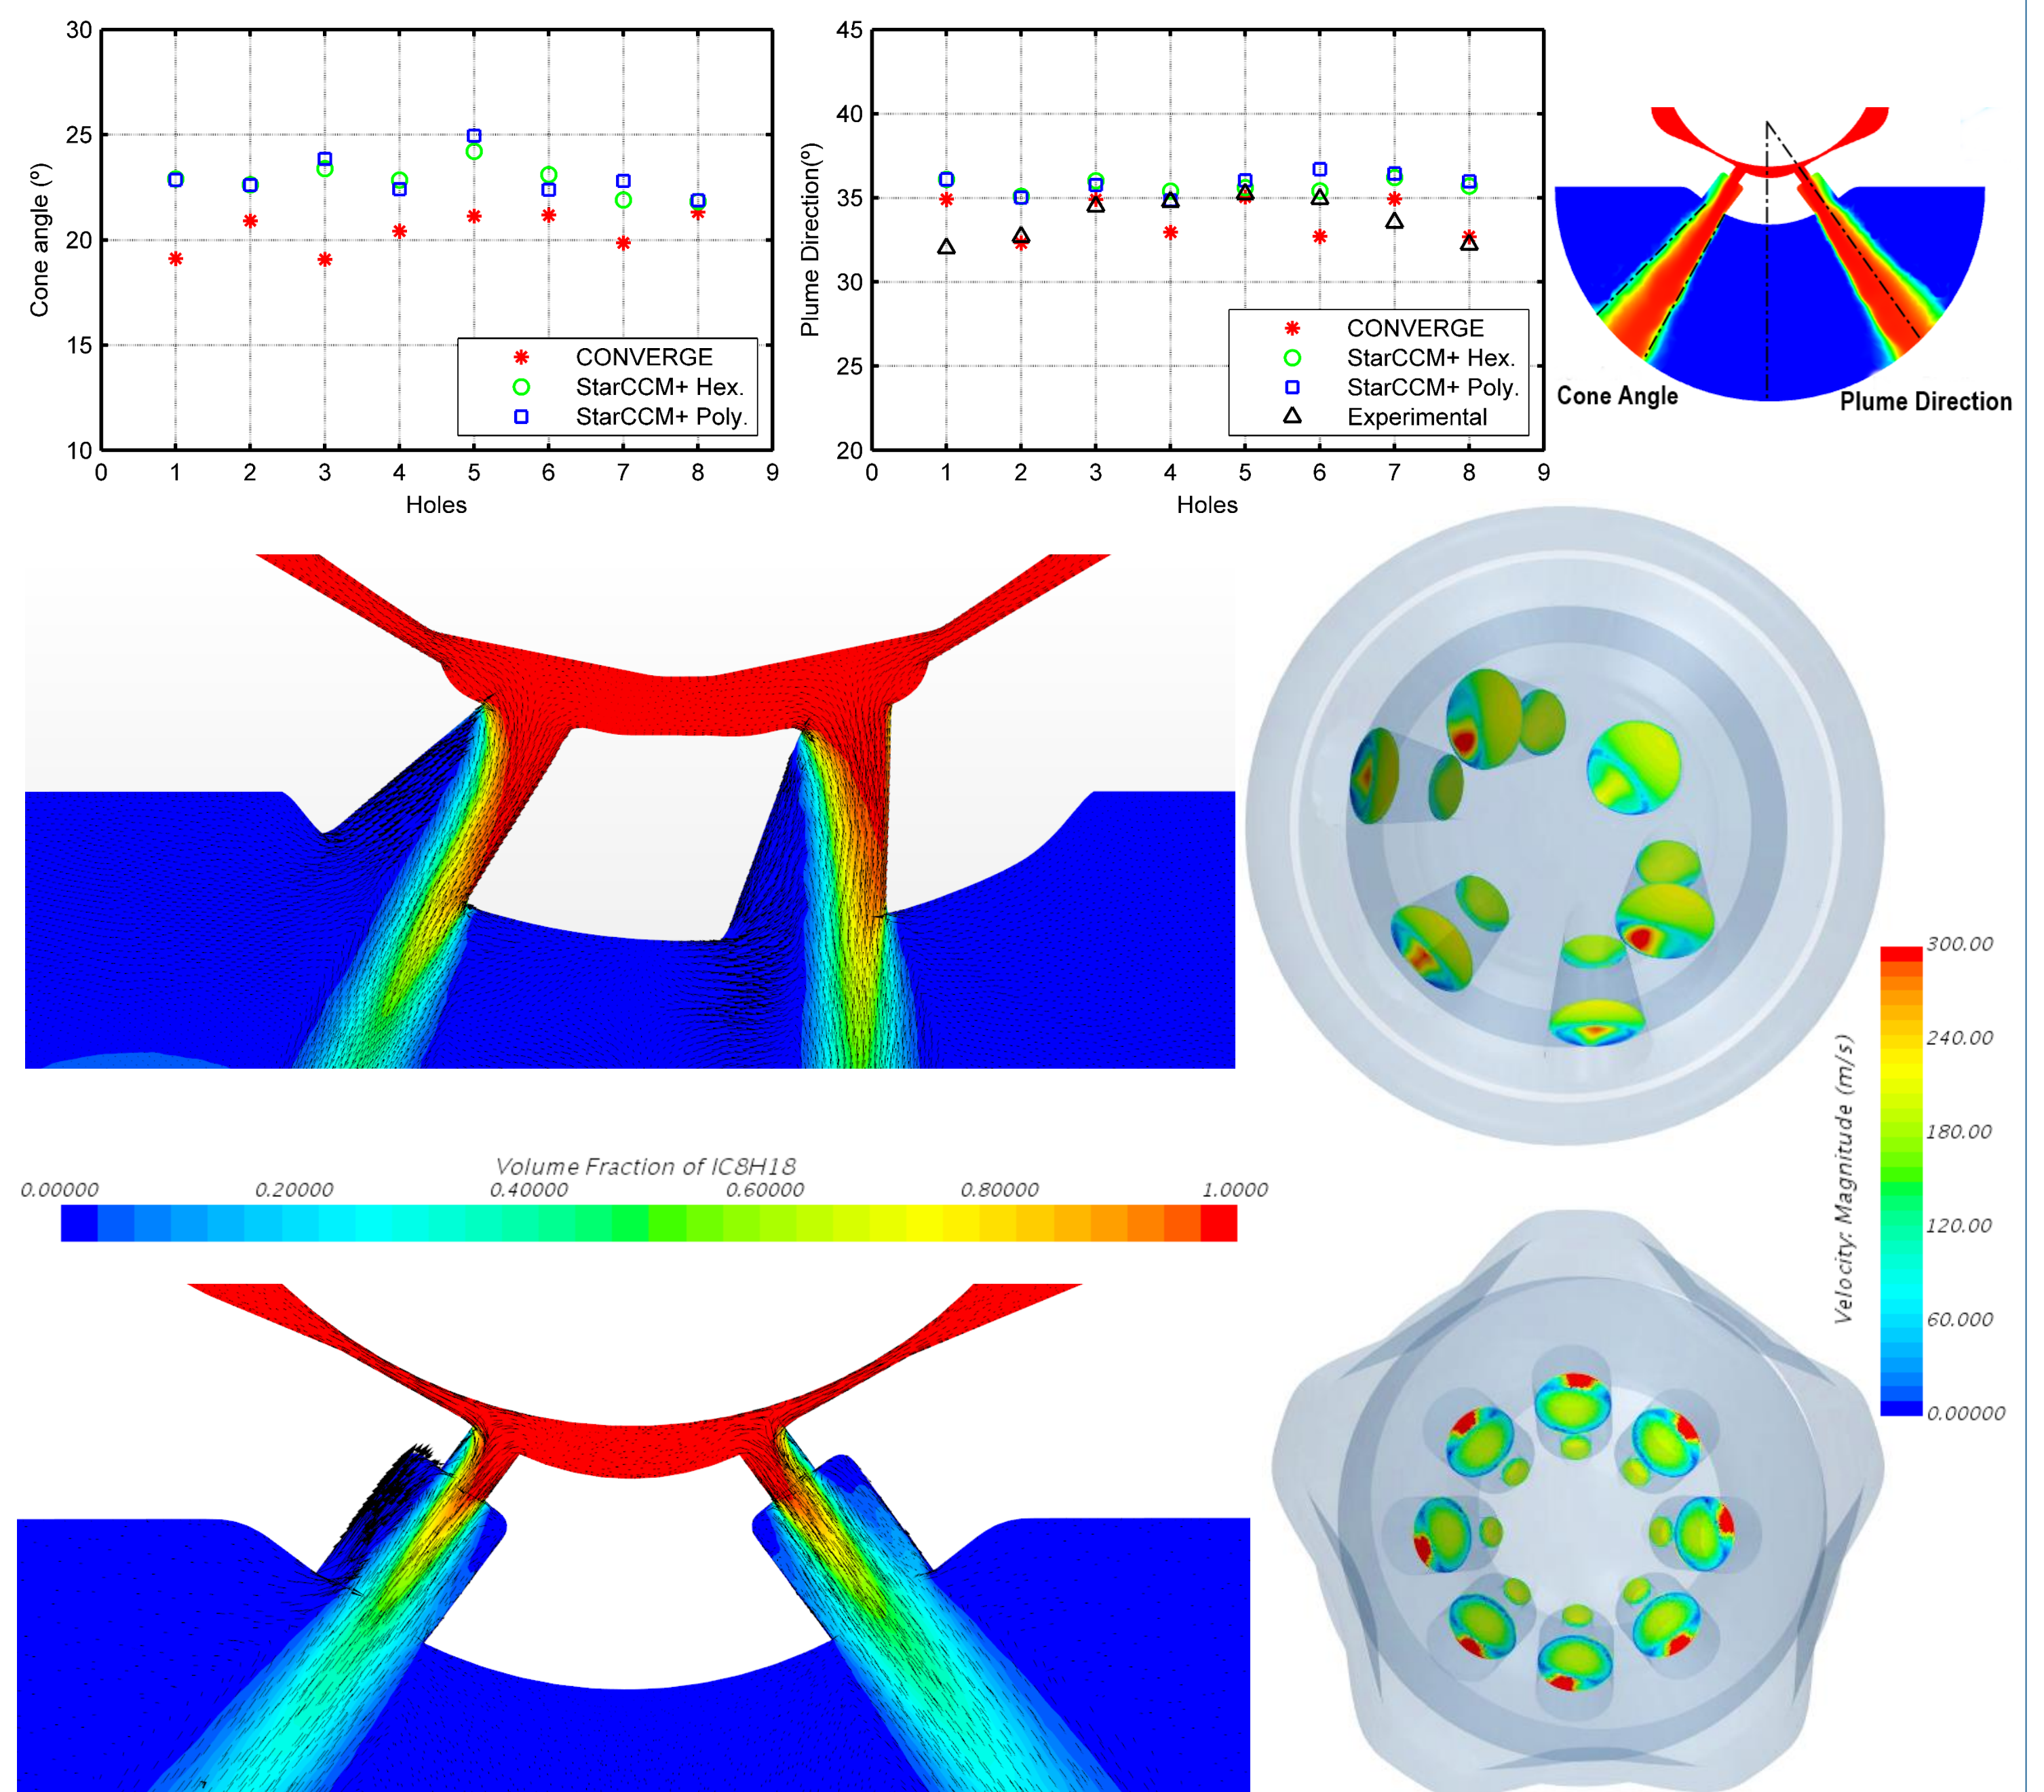 30
25
20
15
10
0 1 2 3 4 5 6 7 8 9
Cone angle (º)
Holes
CONVERGE
StarCCM+ Hex.
StarCCM+ Poly.
45
40
35
30
25
20
0 1 2 3 4 5 6 7 8 9
Plume Direction(º)
Holes
CONVERGE
StarCCM+ Hex.
StarCCM+ Poly.
Experimental
Cone Angle
Plume Direction
Volume Fraction of IC8H18
0.00000 0.20000 0.40000 0.60000 0.80000 1.0000
Velocity: Magnitude (m/s)
300.00
240.00
180.00
120.00
60.000
0.00000